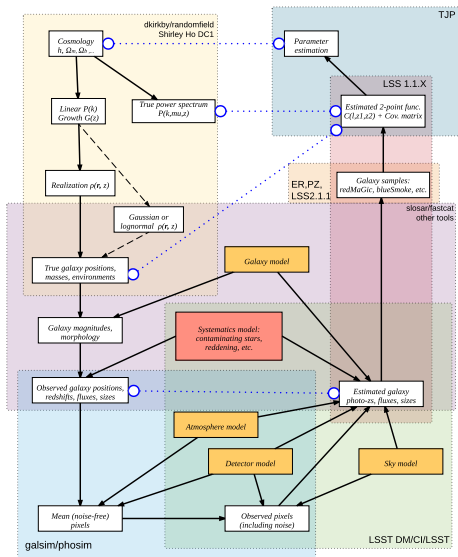 TJP
dkirkby/randomfield
Shirley Ho DC1
Cosmology
h, Ωm, Ωb ,..
Parameter
estimation
LSS 1.1.X
Linear P(k)
Growth G(z)
True power spectrum
P(k,mu,z)
Estimated 2-point func.
C(l,z1,z2) + Cov. matrix
Realization ρ(r, z)
ER,PZ,
LSS2.1.1
Galaxy samples:
redMaGic, blueSmoke, etc.
slosar/fastcat
other tools
Gaussian or
lognormal ρ(r, z)
True galaxy positions,
masses, environments
Galaxy model
Galaxy magnitudes,
morphology
Systematics model:
contaminating stars,
reddening, etc.
Observed galaxy positions,
redshifts, fluxes, sizes
Estimated galaxy
photo-zs, fluxes, sizes
Atmosphere model
Detector model
Sky model
Mean (noise-free)
pixels
Observed pixels
(including noise)
galsim/phosim
LSST DM/CI/LSST